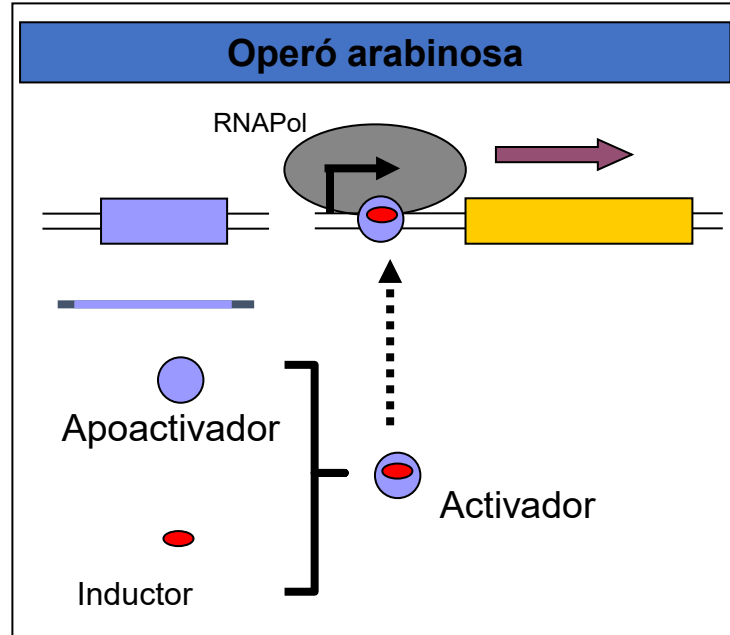 Operó arabinosa
RNAPol
Apoactivador
Activador
Inductor